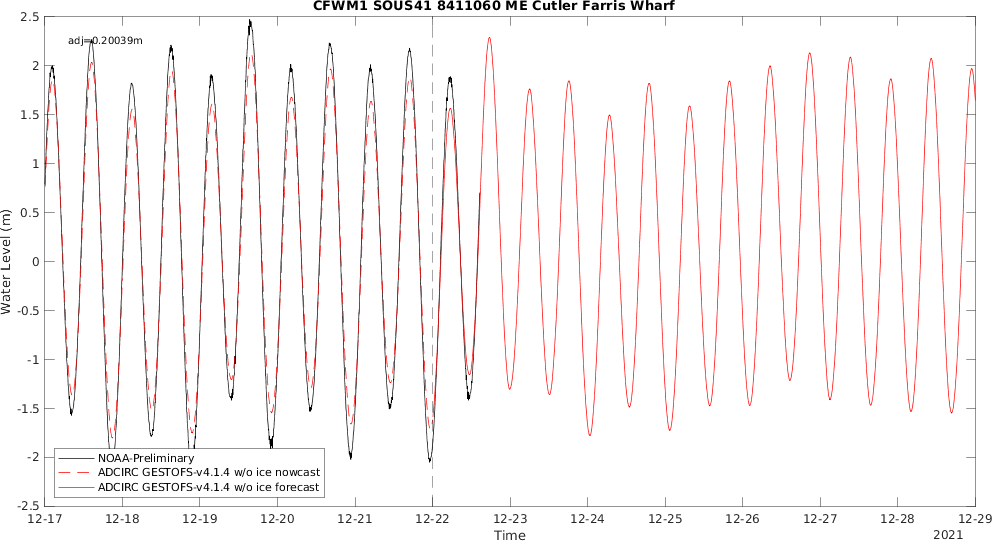 CFWM1 SOUS41 8411060 ME Cutler Farris Wharf
adj=0.20039m
Water Level (m)
2.5
2
1.5
1
0.5
0
-0.5
-1
-1.5
-2
-2.5
NOAA-Preliminary
ADCIRC GESTOFS-v4.1.4 w/o ice nowcast
ADCIRC GESTOFS-v4.1.4 w/o ice forecast
12-17 12-18 12-19 12-20 12-21 12-22 12-23 12-24 12-25 12-26 12-27 12-28 12-29
Time
2021